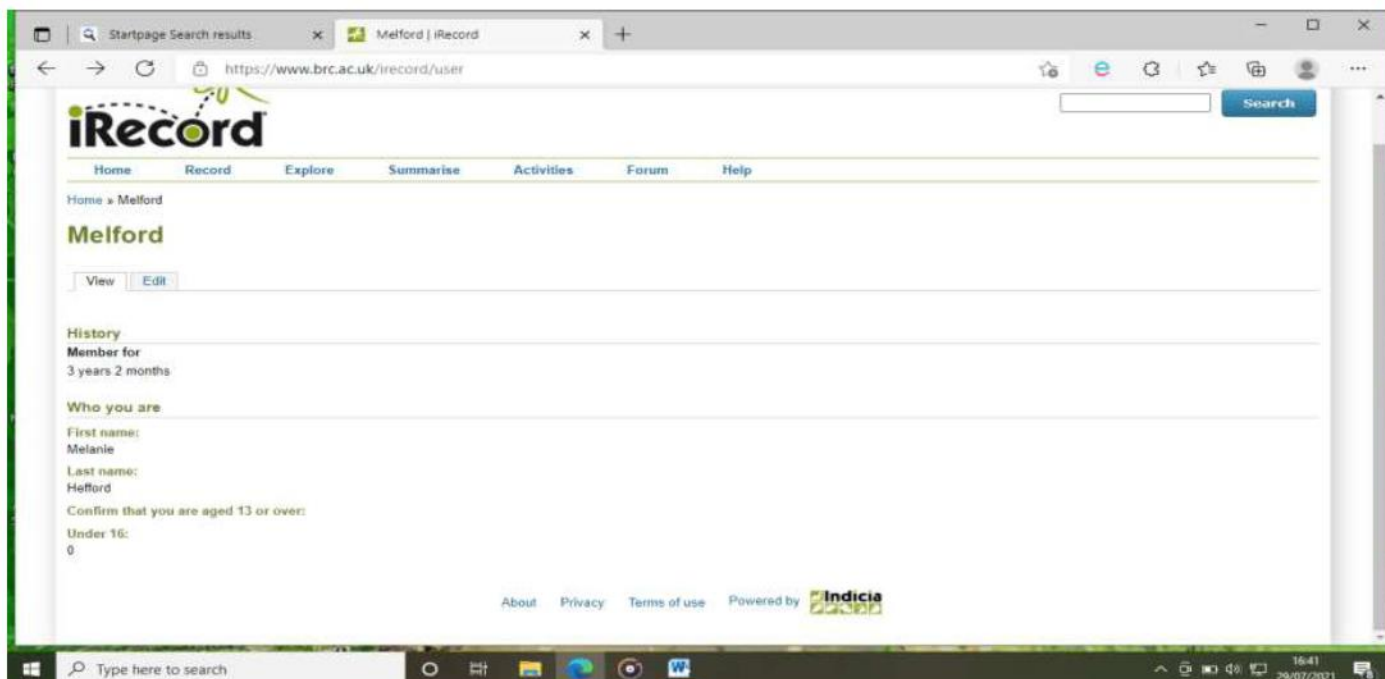 Startpage Search results
Melford | iRecord
https://www.brc.ac.uk/irecord/user
iRecord
Search
Home Record Explore Summarise Activities Forum Help
Home » Melford
Melford
View Edit
History
Member for
3 years 2 months
Who you are
First name:
Melanie
Last name:
Hefford
Confirm that you are aged 13 or over:
Under 16:
0
About Privacy Terms of use Powered by Indicia
Type here to search
16:41
29/07/2021